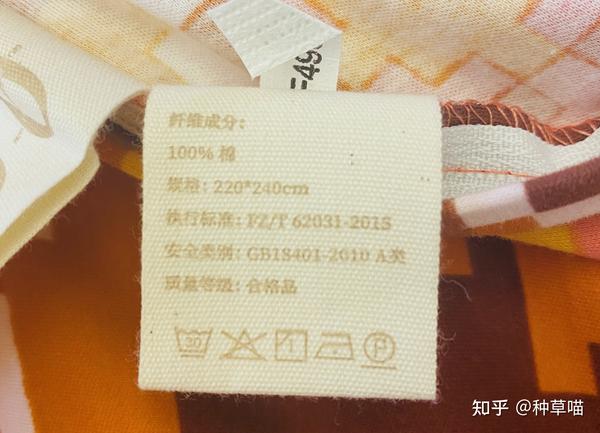 纤维成分:
100% 棉
规格: 220*240cm
执行标准: FZ/T 62031-2015
安全类别: GB18401-2010 A类
质量等级: 合格品
30
P
知乎 @种草喵